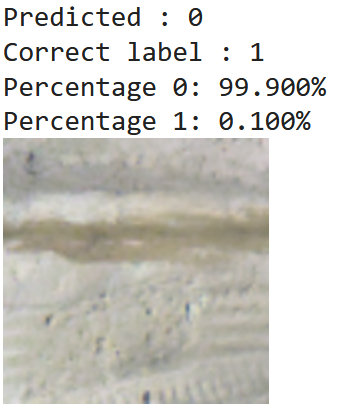 Predicted : 0
Correct label : 1
Percentage 0: 99.900%
Percentage 1: 0.100%